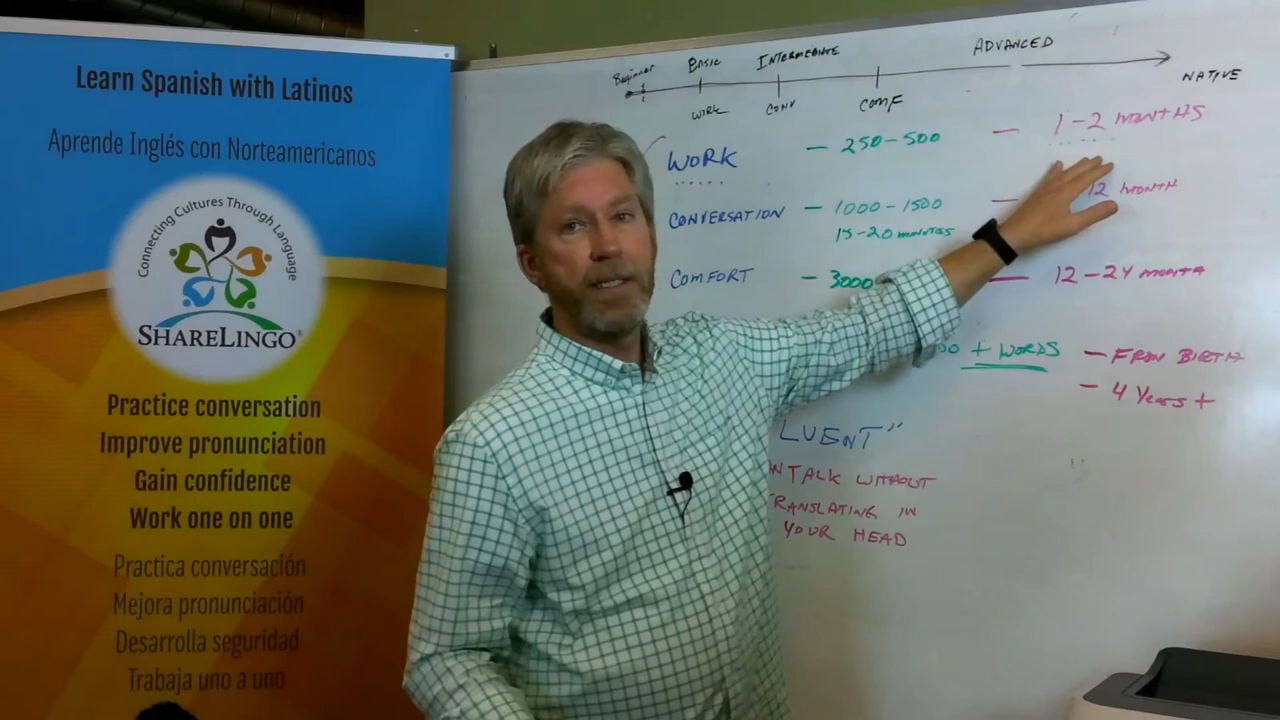 Learn Spanish with Latinos
Aprende Inglés con Norteamericanos
Connecting Cultures Through Language
SHARELINGO®
Practice conversation
Improve pronunciation
Gain confidence
Work one on one
Practica conversación
Mejora pronunciación
Desarrolla seguridad
Trabaja uno a uno
Beginner BASIC INTERMEDIATE ADVANCED
NATIVE
WORK CONV COMF
WORK – 250-500 – 1-2 MONTHS
CONVERSATION – 1000-1500 – 12 MONTH
15-20 MINUTES
COMFORT – 3000 – 12-24 MONTH
+ WORDS – FROM BIRTH
– 4 Years +
LUENT"
TALK WITHOUT
RANSLATING IN
YOUR HEAD